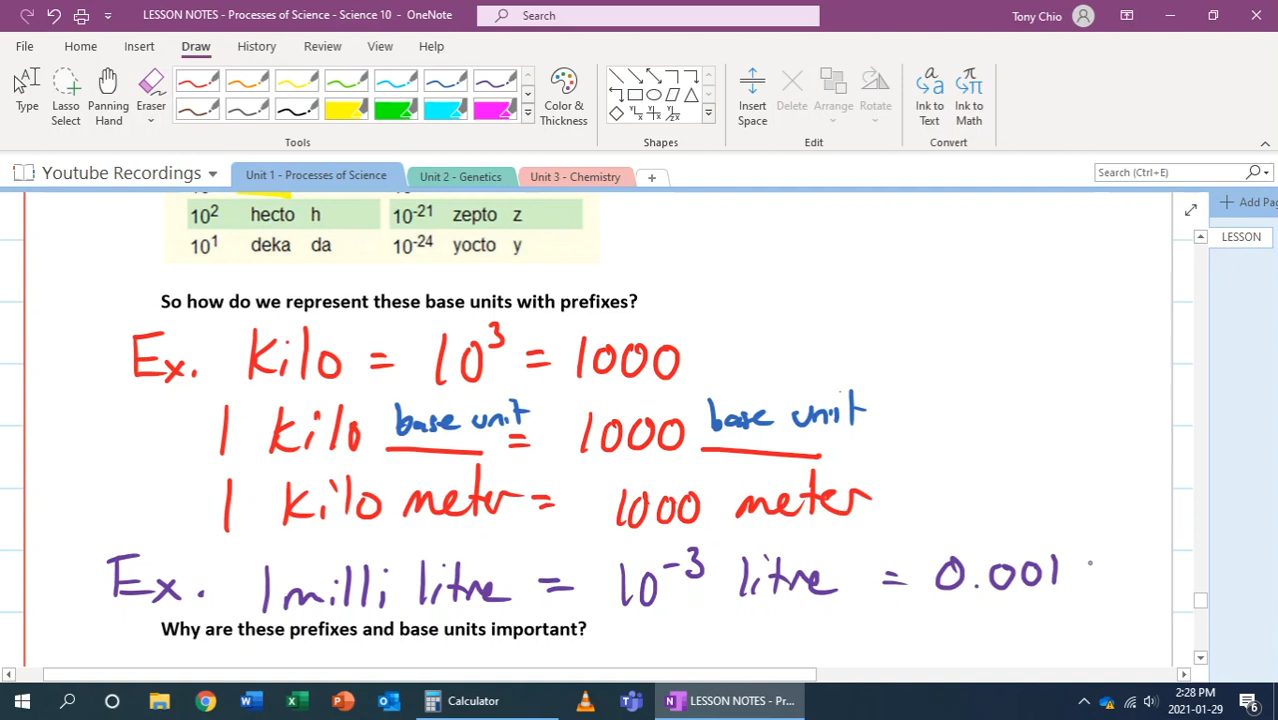 LESSON NOTES - Processes of Science - Science 10 - OneNote
Search
Tony Chio
File Home Insert Draw History Review View Help
Type
Lasso Select
Panning Hand
Eraser
Color & Thickness
Insert Space
Delete
Arrange
Rotate
Ink to Text
Ink to Math
Tools
Shapes
Edit
Convert
Youtube Recordings
Unit 1 - Processes of Science
Unit 2 - Genetics
Unit 3 - Chemistry
Search (Ctrl+E)
Add Pag
LESSON
10² hecto h 10⁻²¹ zepto z
10¹ deka da 10⁻²⁴ yocto y
So how do we represent these base units with prefixes?
Ex. Kilo = 10³ = 1000
1 kilo base unit = 1000 base unit
1 kilo meter = 1000 meter
Ex. 1 milli litre = 10⁻³ litre = 0.001
Why are these prefixes and base units important?
Calculator
LESSON NOTES - Pr...
2:28 PM
2021-01-29
6